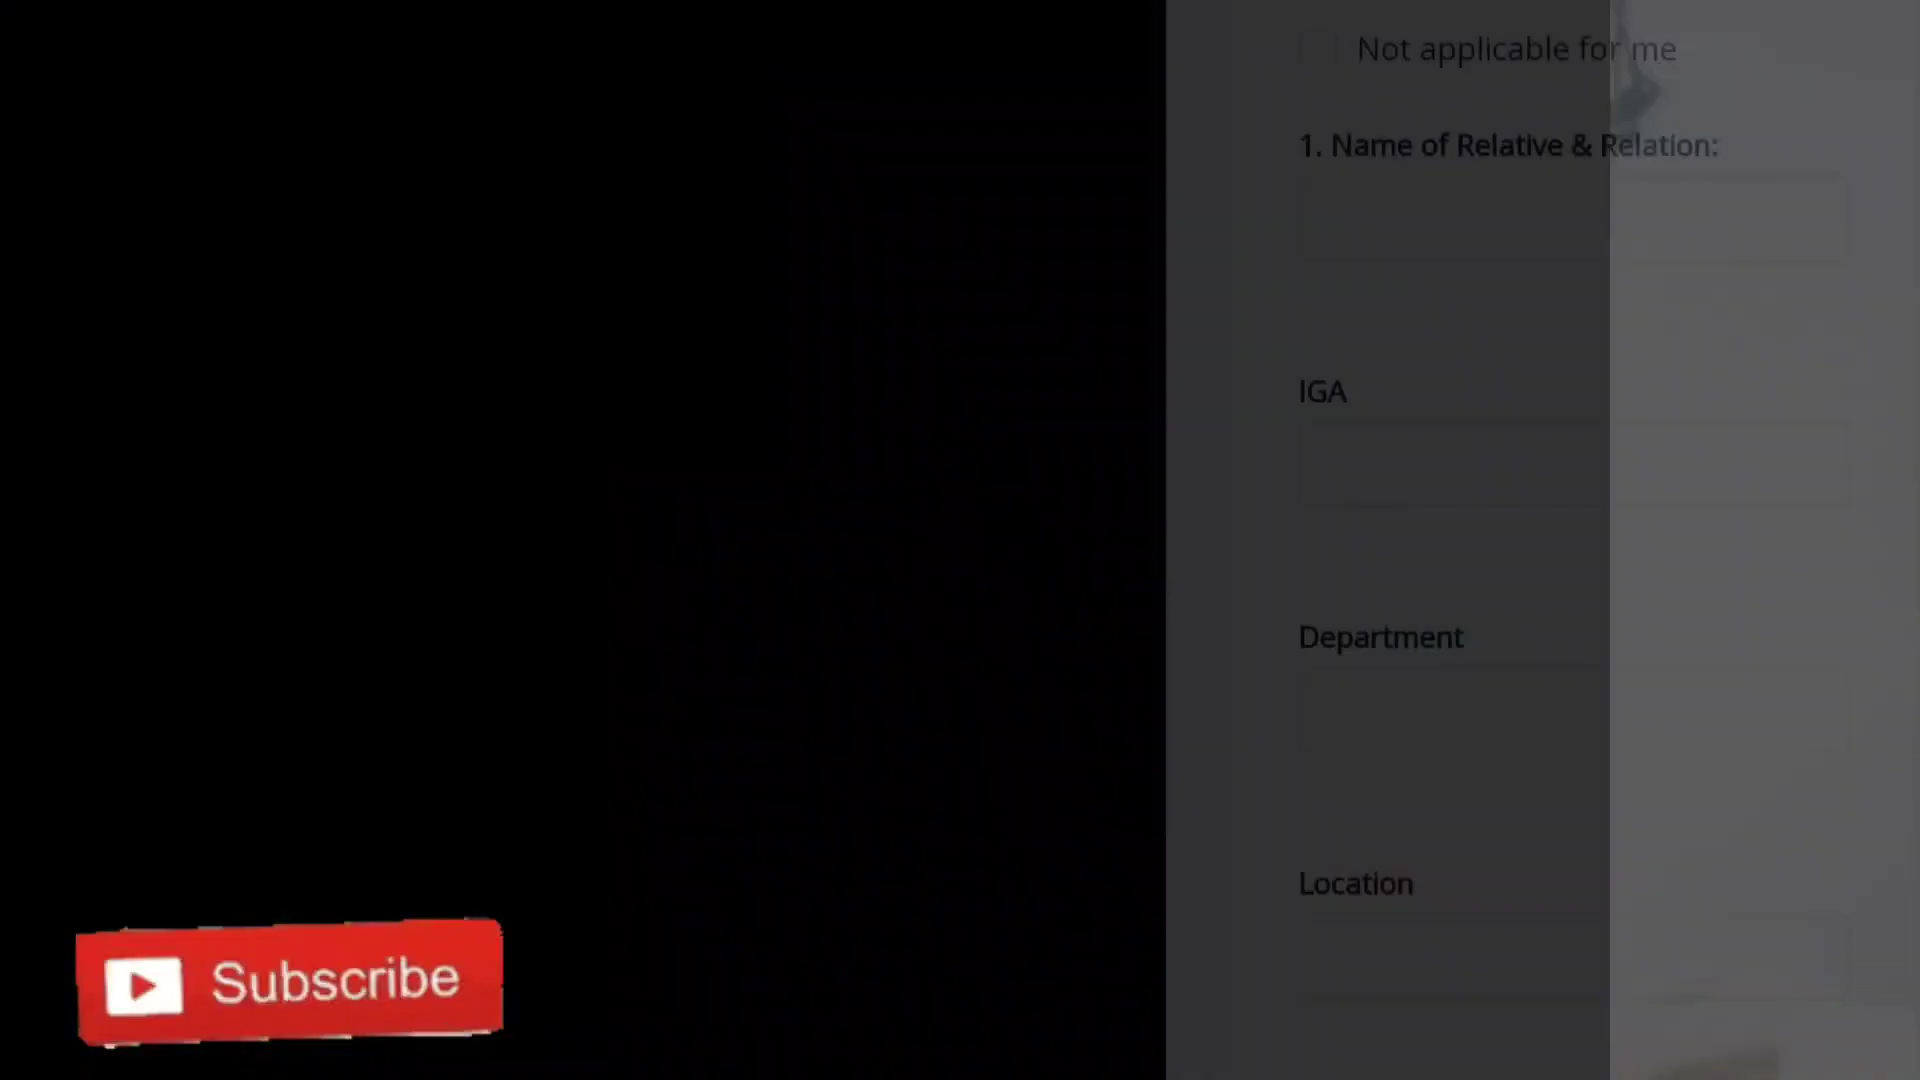 Not applicable for me
1. Name of Relative & Relation:
IGA
Department
Location
Subscribe